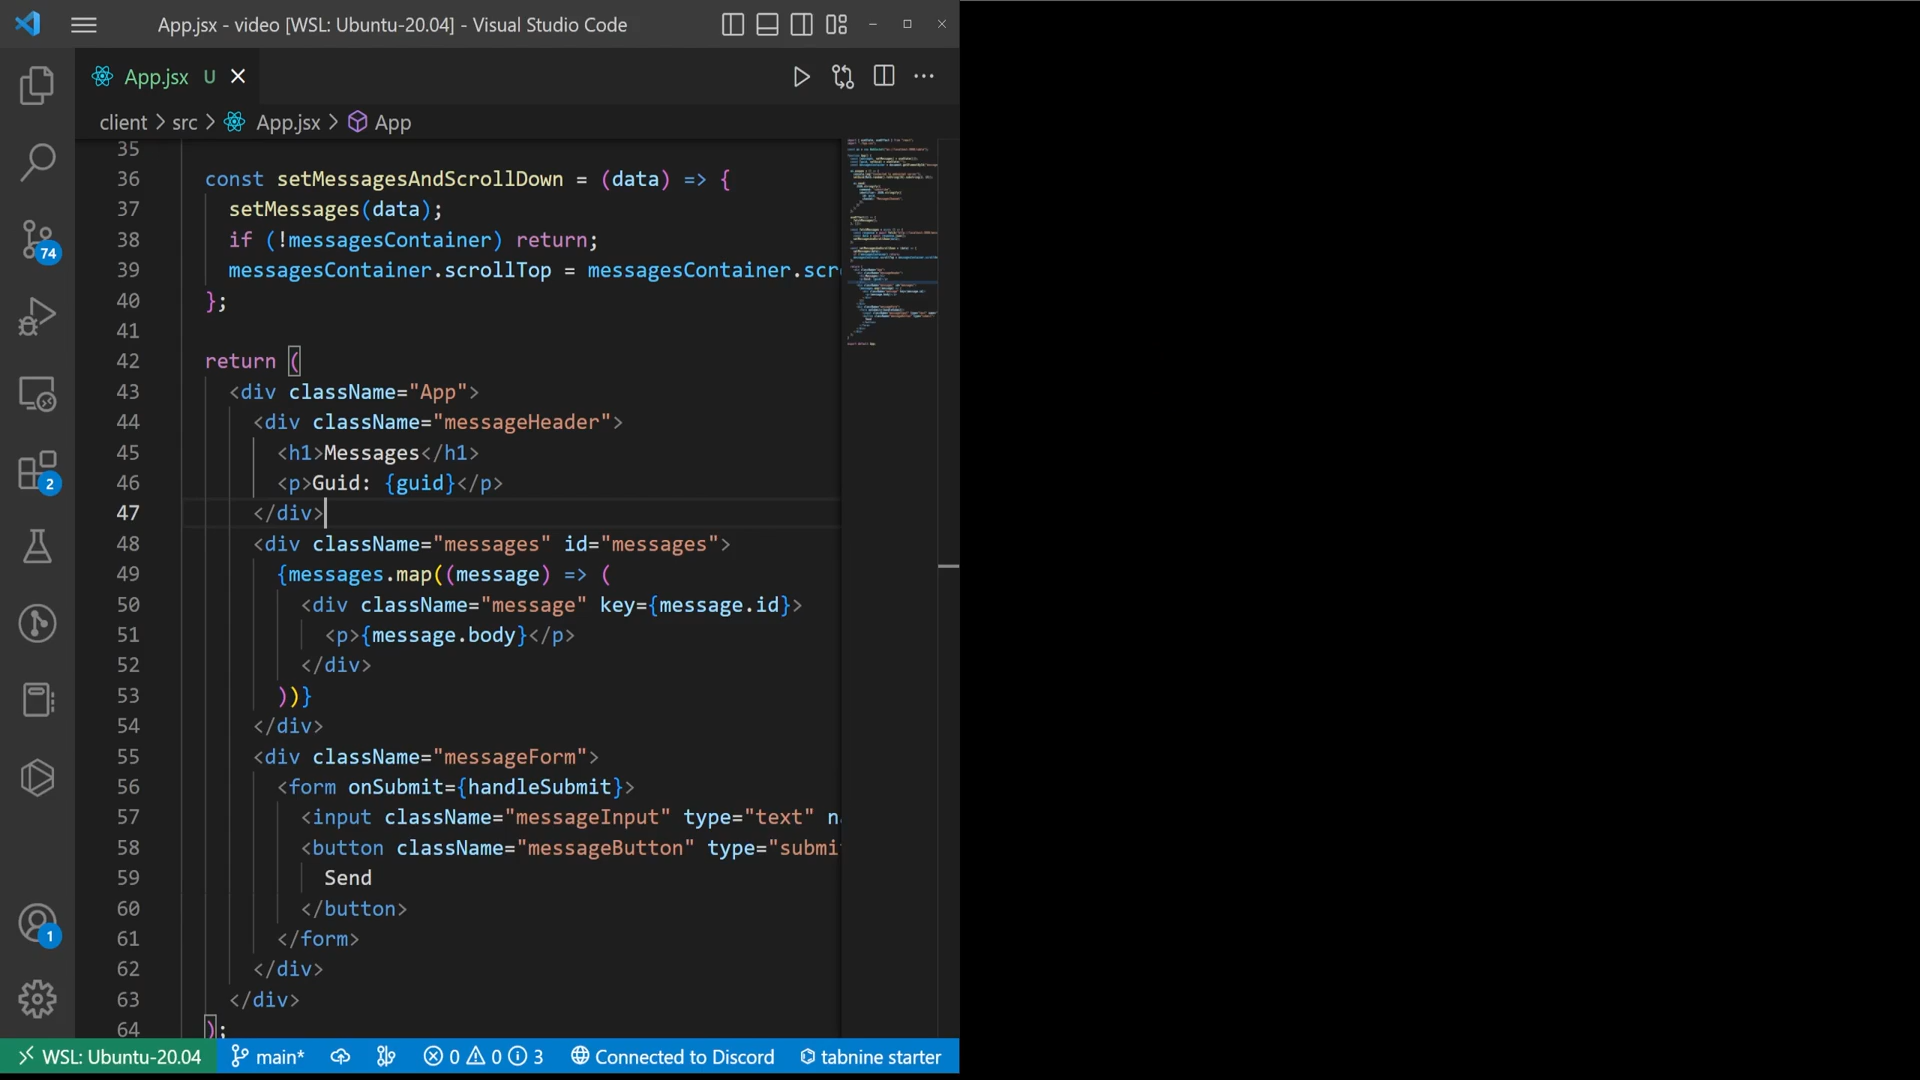 App.jsx - video [WSL: Ubuntu-20.04] - Visual Studio Code
App.jsx U
client > src > App.jsx > App
35
36 const setMessagesAndScrollDown = (data) => {
37 setMessages(data);
38 if (!messagesContainer) return;
39 messagesContainer.scrollTop = messagesContainer.scr
40 };
41
42 return (
43 <div className="App">
44 <div className="messageHeader">
45 <h1>Messages</h1>
46 <p>Guid: {guid}</p>
47 </div>
48 <div className="messages" id="messages">
49 {messages.map((message) => (
50 <div className="message" key={message.id}>
51 <p>{message.body}</p>
52 </div>
53 ))}
54 </div>
55 <div className="messageForm">
56 <form onSubmit={handleSubmit}>
57 <input className="messageInput" type="text" na
58 <button className="messageButton" type="submi
59 Send
60 </button>
61 </form>
62 </div>
63 </div>
64 );
74
2
1
WSL: Ubuntu-20.04 main* 0 0 3 Connected to Discord tabnine starter